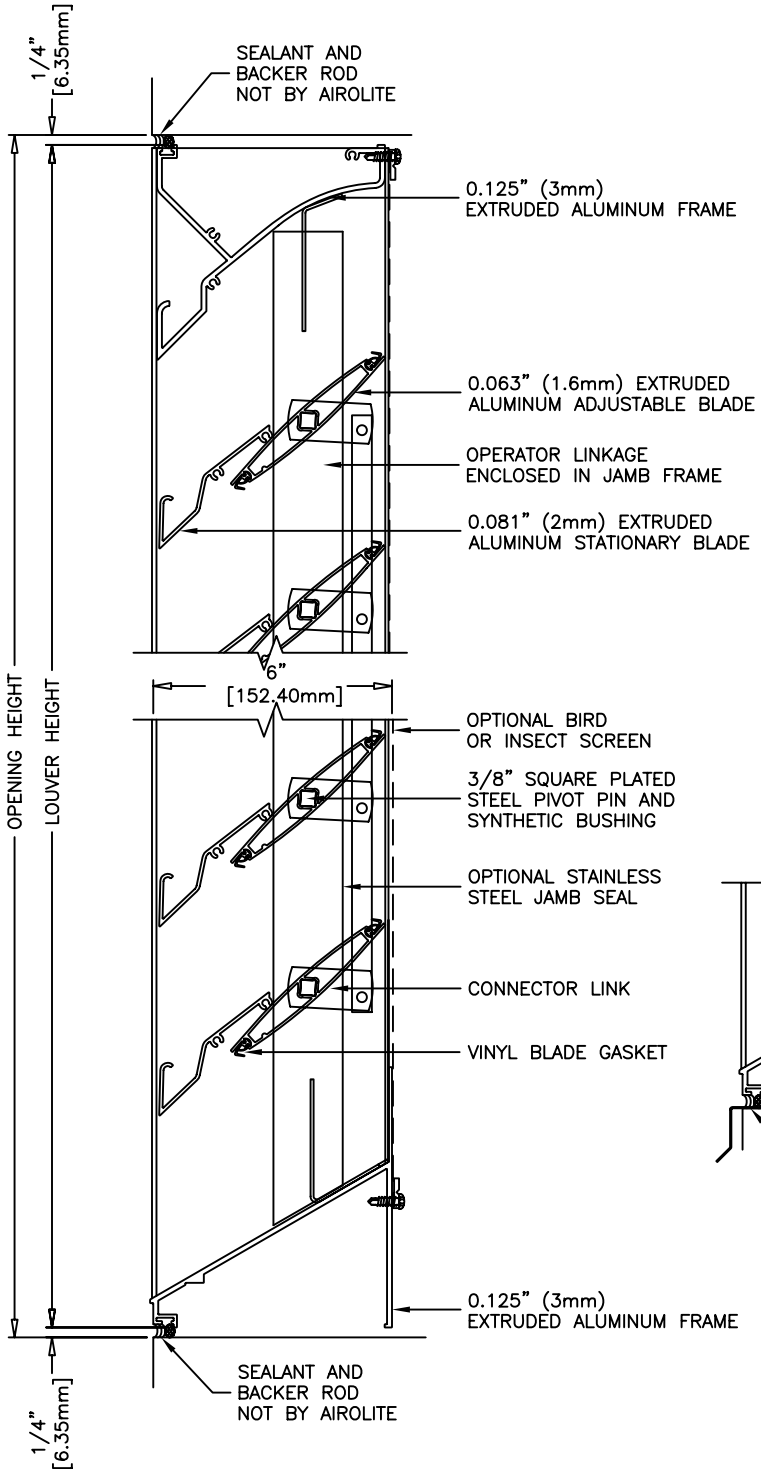 1/4"
[6.35mm]
SEALANT AND
BACKER ROD
NOT BY AIROLITE
0.125" (3mm)
EXTRUDED ALUMINUM FRAME
0.063" (1.6mm) EXTRUDED
ALUMINUM ADJUSTABLE BLADE
OPERATOR LINKAGE
ENCLOSED IN JAMB FRAME
0.081" (2mm) EXTRUDED
ALUMINUM STATIONARY BLADE
OPENING HEIGHT
LOUVER HEIGHT
6"
[152.40mm]
OPTIONAL BIRD
OR INSECT SCREEN
3/8" SQUARE PLATED
STEEL PIVOT PIN AND
SYNTHETIC BUSHING
OPTIONAL STAINLESS
STEEL JAMB SEAL
CONNECTOR LINK
VINYL BLADE GASKET
0.125" (3mm)
EXTRUDED ALUMINUM FRAME
SEALANT AND
BACKER ROD
NOT BY AIROLITE
1/4"
[6.35mm]